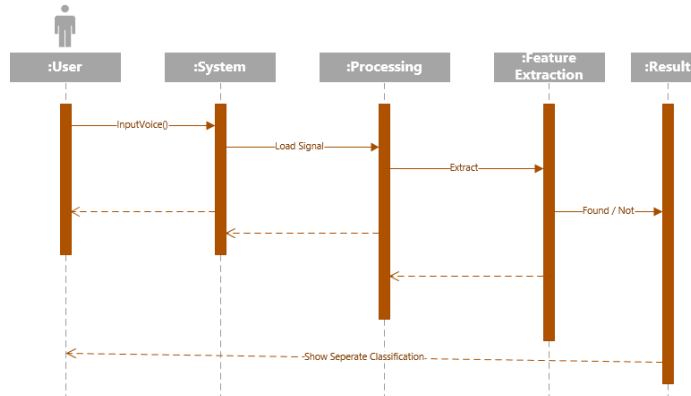 :User
:System
:Processing
:Feature
Extraction
:Result
InputVoice()
Load Signal
Extract
Found / Not
Show Seperate Classification